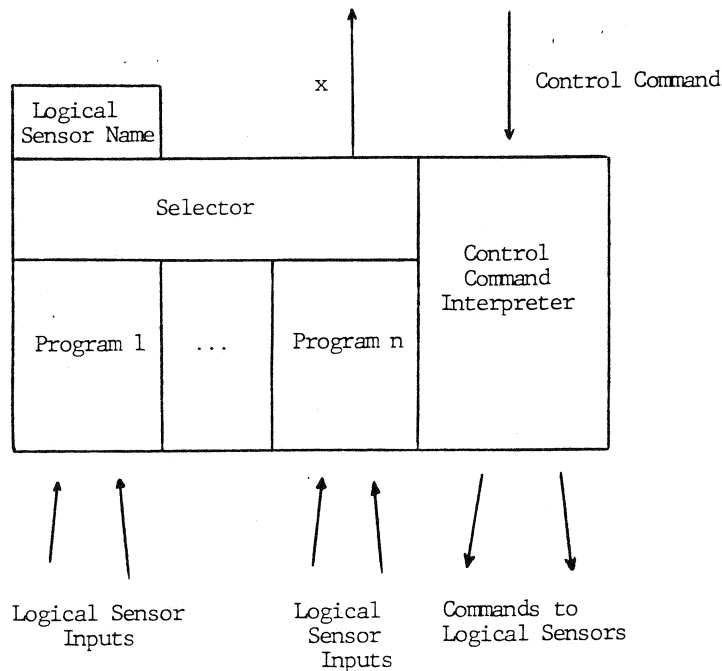 x
Control Command
Logical
Sensor Name
Selector
Control
Command
Interpreter
Program 1
...
Program n
Logical Sensor
Inputs
Logical
Sensor
Inputs
Commands to
Logical Sensors